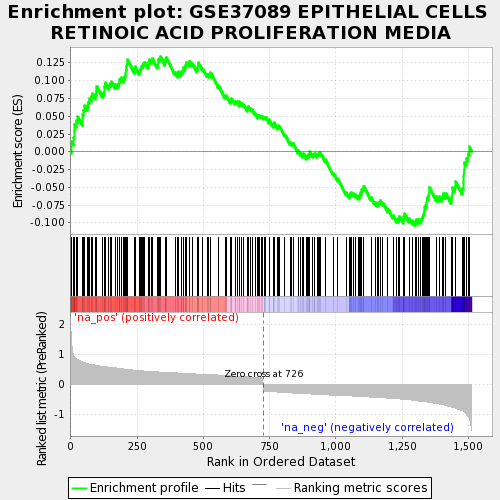 Enrichment plot: GSE37089 EPITHELIAL CELLS
RETINOIC ACID PROLIFERATION MEDIA
Enrichment score (ES)
0.125
0.100
0.075
0.050
0.025
0.000
-0.025
-0.050
-0.075
-0.100
Ranked list metric (PreRanked)
2
1
0
-1
'na_pos' (positively correlated)
Zero cross at 726
'na_neg' (negatively correlated)
0
250
500
750
1,000
1,250
1,500
Rank in Ordered Dataset
Enrichment profile
Hits
Ranking metric scores